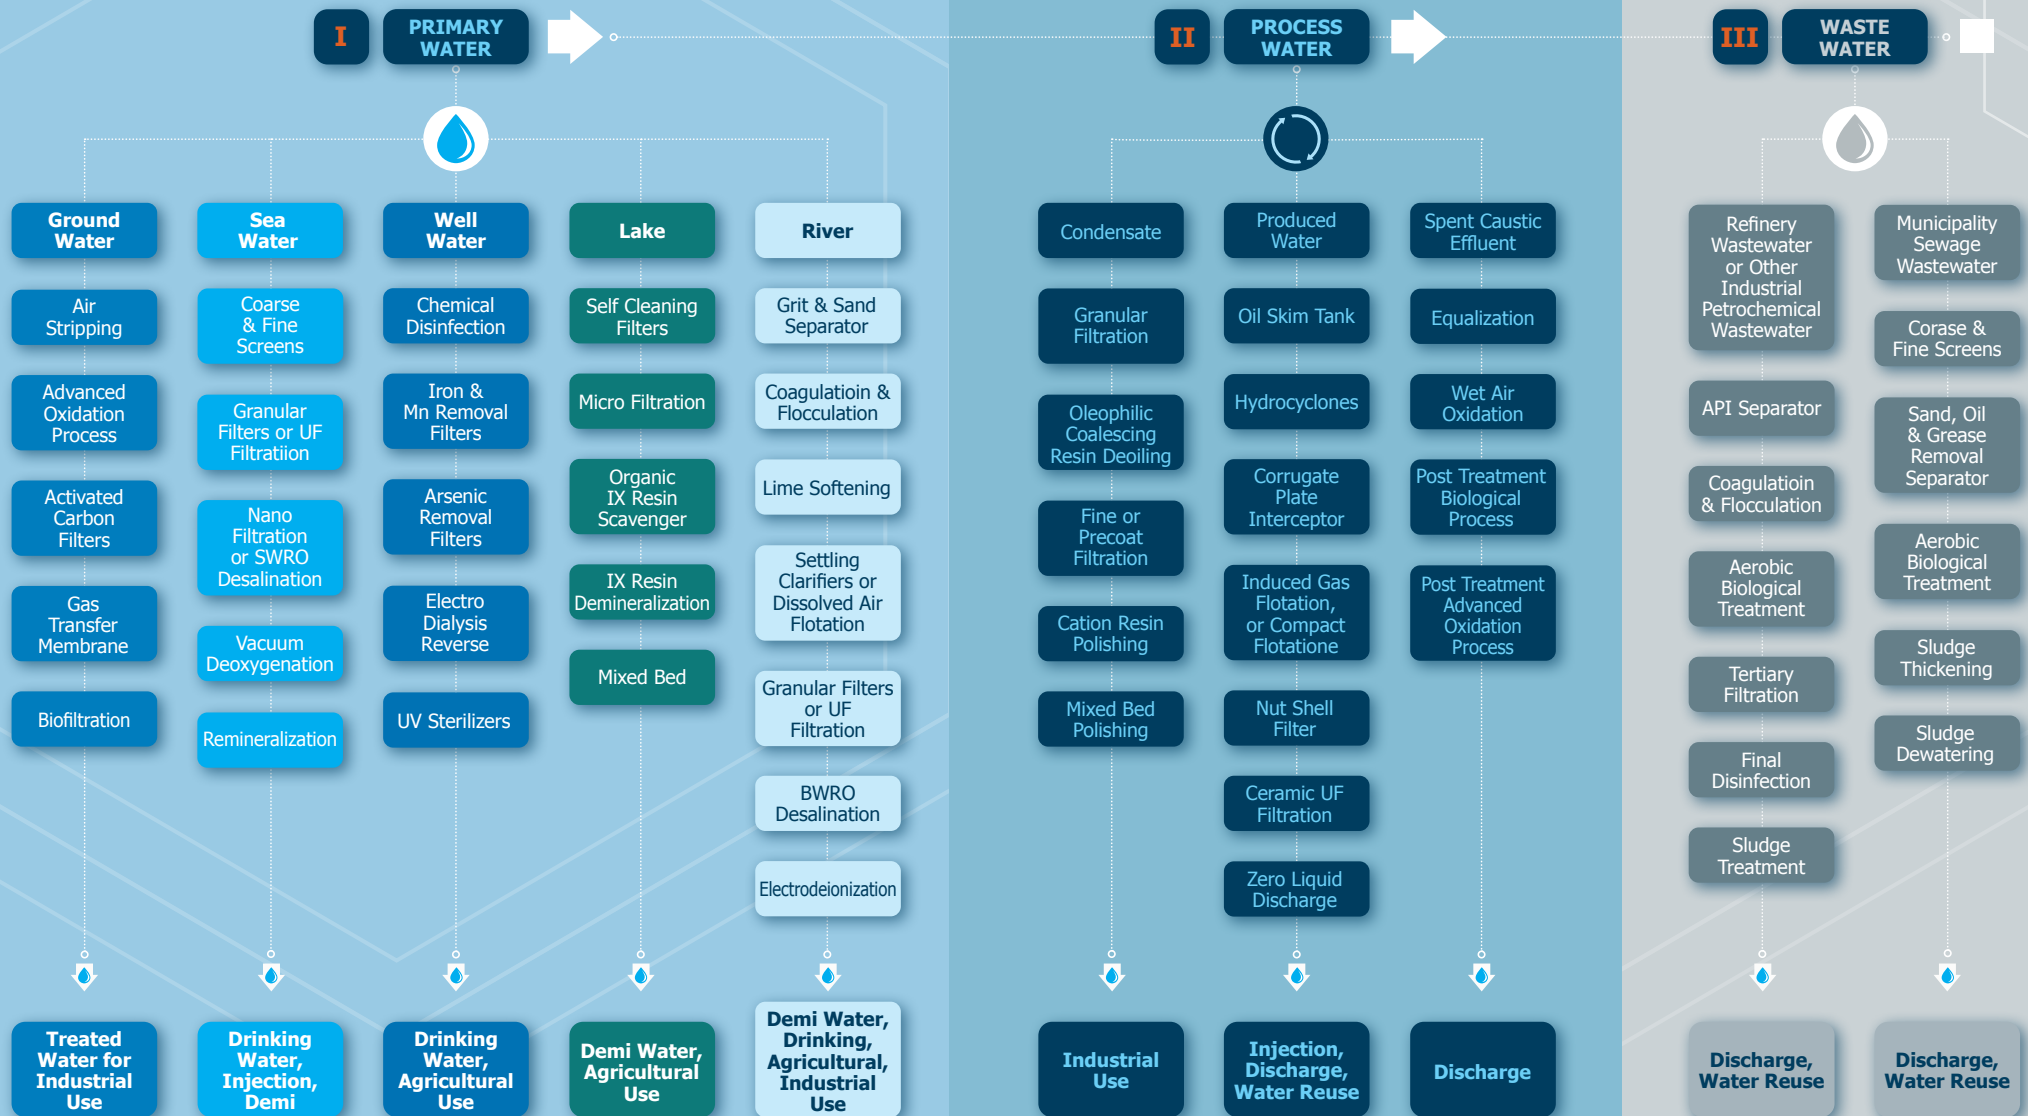 I
PRIMARY
WATER
II
PROCESS
WATER
III
WASTE
WATER
Ground
Water
Air
Stripping
Advanced
Oxidation
Process
Activated
Carbon
Filters
Gas
Transfer
Membrane
Biofiltration
Treated
Water for
Industrial
Use
Sea
Water
Coarse
& Fine
Screens
Granular
Filters or UF
Filtratiion
Nano
Filtration
or SWRO
Desalination
Vacuum
Deoxygenation
Remineralization
Drinking
Water,
Injection,
Demi
Well
Water
Chemical
Disinfection
Iron &
Mn Removal
Filters
Arsenic
Removal
Filters
Electro
Dialysis
Reverse
UV Sterilizers
Drinking
Water,
Agricultural
Use
Lake
Self Cleaning
Filters
Micro Filtration
Organic
IX Resin
Scavenger
IX Resin
Demineralization
Mixed Bed
Demi Water,
Agricultural
Use
River
Grit & Sand
Separator
Coagulatioin &
Flocculation
Lime Softening
Settling
Clarifiers or
Dissolved Air
Flotation
Granular Filters
or UF
Filtration
BWRO
Desalination
Electrodeionization
Demi Water,
Drinking,
Agricultural,
Industrial
Use
Condensate
Granular
Filtration
Oleophilic
Coalescing
Resin Deoiling
Fine or
Precoat
Filtration
Cation Resin
Polishing
Mixed Bed
Polishing
Industrial
Use
Produced
Water
Oil Skim Tank
Hydrocyclones
Corrugate
Plate
Interceptor
Induced Gas
Flotation,
or Compact
Flotatione
Nut Shell
Filter
Ceramic UF
Filtration
Zero Liquid
Discharge
Injection,
Discharge,
Water Reuse
Spent Caustic
Effluent
Equalization
Wet Air
Oxidation
Post Treatment
Biological
Process
Post Treatment
Advanced
Oxidation
Process
Discharge
Refinery
Wastewater
or Other
Industrial
Petrochemical
Wastewater
API Separator
Coagulatioin
& Flocculation
Aerobic
Biological
Treatment
Tertiary
Filtration
Final
Disinfection
Sludge
Treatment
Discharge,
Water Reuse
Municipality
Sewage
Wastewater
Corase &
Fine Screens
Sand, Oil
& Grease
Removal
Separator
Aerobic
Biological
Treatment
Sludge
Thickening
Sludge
Dewatering
Discharge,
Water Reuse